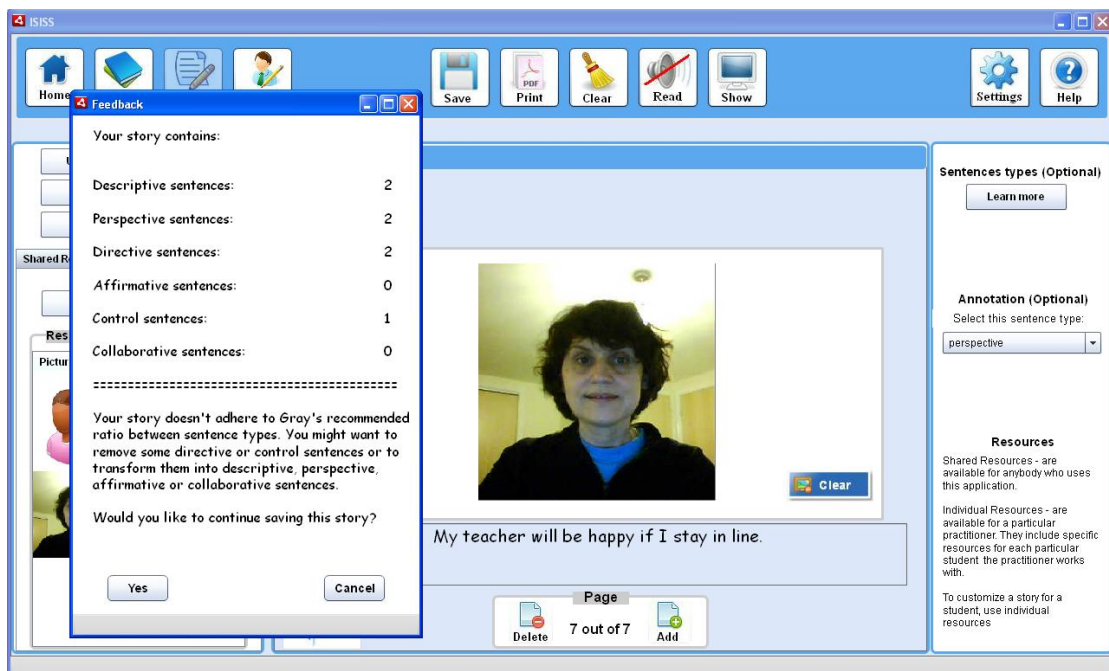 ISISS
Home
Save
PDF
Print
Clear
Read
Show
Settings
Help
Feedback
Your story contains:
Descriptive sentences: 2
Perspective sentences: 2
Directive sentences: 2
Affirmative sentences: 0
Control sentences: 1
Collaborative sentences: 0
============================================
Your story doesn't adhere to Gray's recommended
ratio between sentence types. You might want to
remove some directive or control sentences or to
transform them into descriptive, perspective,
affirmative or collaborative sentences.
Would you like to continue saving this story?
Yes
Cancel
Shared R
Res
Pictur
Clear
My teacher will be happy if I stay in line.
Page
Delete
7 out of 7
Add
Sentences types (Optional)
Learn more
Annotation (Optional)
Select this sentence type:
perspective
Resources
Shared Resources - are
available for anybody who uses
this application.
Individual Resources - are
available for a particular
practitioner. They include specific
resources for each particular
student the practitioner works
with.
To customize a story for a
student, use individual
resources